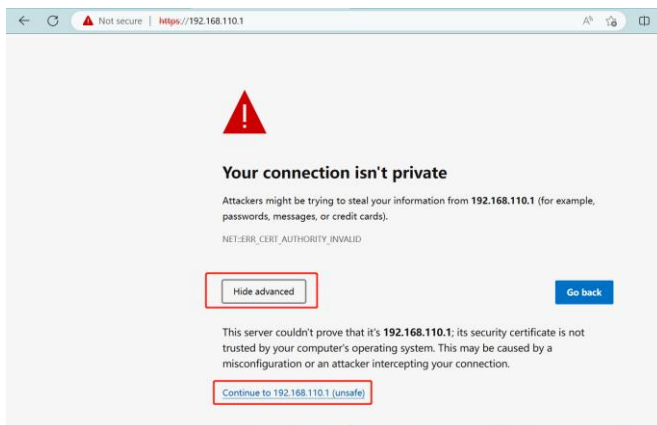 Not secure | https://192.168.110.1
Your connection isn't private
Attackers might be trying to steal your information from 192.168.110.1 (for example,
passwords, messages, or credit cards).
NET::ERR_CERT_AUTHORITY_INVALID
Hide advanced
Go back
This server couldn't prove that it's 192.168.110.1; its security certificate is not
trusted by your computer's operating system. This may be caused by a
misconfiguration or an attacker intercepting your connection.
Continue to 192.168.110.1 (unsafe)